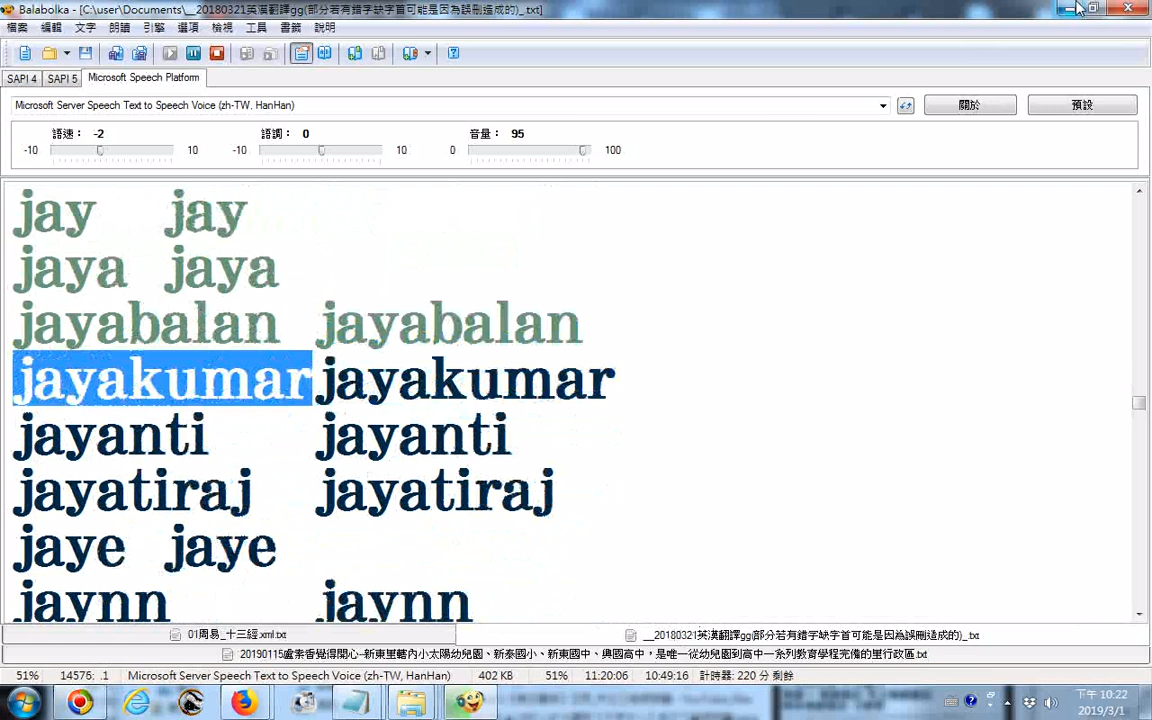 Balabolka - [C:\user\Documents\__20180321英漢翻譯gg(部分若有錯字缺字首可能是因為誤刪造成的)_.txt]
檔案 編輯 文字 朗讀 引擎 選項 檢視 工具 書籤 說明
SAPI 4 SAPI 5 Microsoft Speech Platform
Microsoft Server Speech Text to Speech Voice (zh-TW, HanHan) 關於 預設
語速： -2 語調： 0 音量： 95
-10 10 -10 10 0 100
jay jay
jaya jaya
jayabalan jayabalan
jayakumar jayakumar
jayanti jayanti
jayatiraj jayatiraj
jaye jaye
jaynn jaynn
01周易_十三經.xml.txt __20180321英漢翻譯gg(部分若有錯字缺字首可能是因為誤刪造成的)_.txt
20190115盧素香覺得開心-新東里轄內小太陽幼兒園、新泰國小、新東國中、興國高中，是唯一從幼兒園到高中一系列教育學程完備的里行政區.txt
51% 14576: .1 Microsoft Server Speech Text to Speech Voice (zh-TW, HanHan) 402 KB 51% 11:20:06 10:49:16 計時器: 220 分 剩餘
下午 10:22
2019/3/1